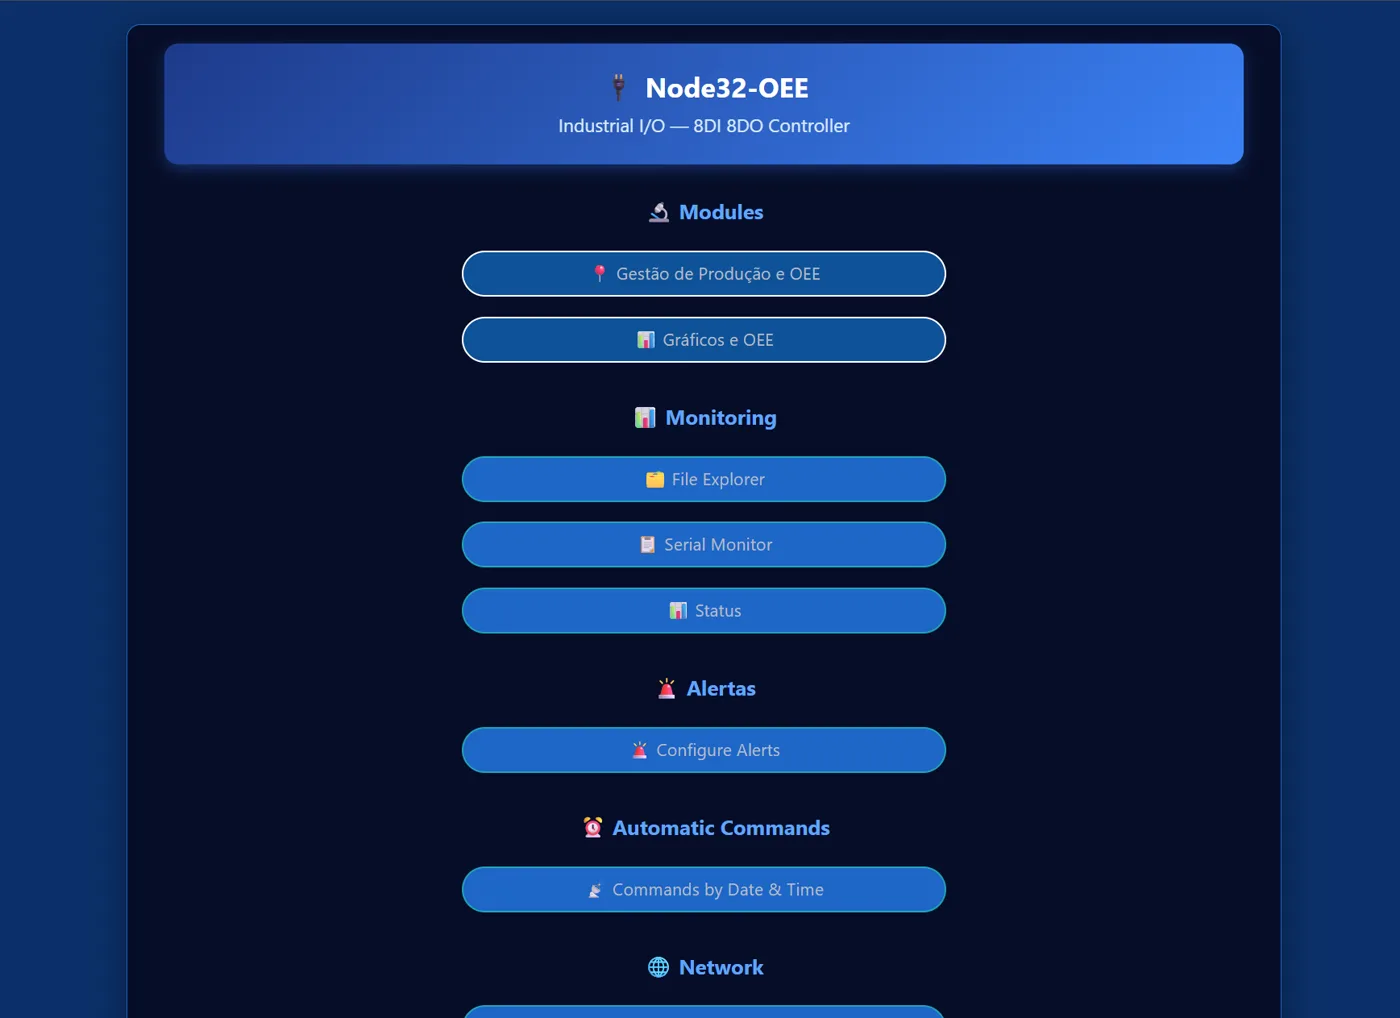 Node32-OEE
Industrial I/O — 8DI 8DO Controller
Modules
Gestão de Produção e OEE
Gráficos e OEE
Monitoring
File Explorer
Serial Monitor
Status
Alertas
Configure Alerts
Automatic Commands
Commands by Date & Time
Network